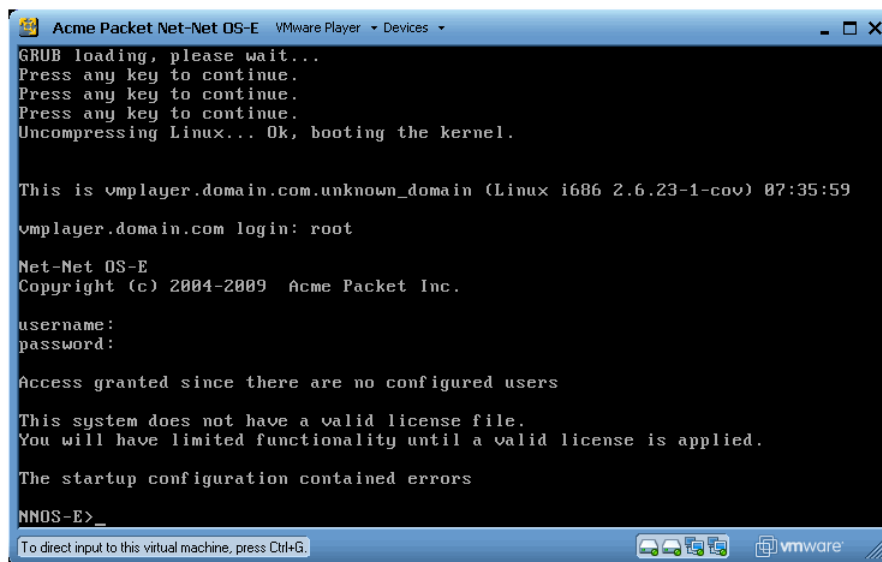 Acme Packet Net-Net OS-E VMware Player Devices
GRUB loading, please wait...
Press any key to continue.
Press any key to continue.
Press any key to continue.
Uncompressing Linux... Ok, booting the kernel.
This is vmplayer.domain.com.unknown_domain (Linux i686 2.6.23-1-cov) 07:35:59
vmplayer.domain.com login: root
Net-Net OS-E
Copyright (c) 2004-2009 Acme Packet Inc.
username:
password:
Access granted since there are no configured users
This system does not have a valid license file.
You will have limited functionality until a valid license is applied.
The startup configuration contained errors
NNOS-E>_
To direct input to this virtual machine, press Ctrl+G. vmware